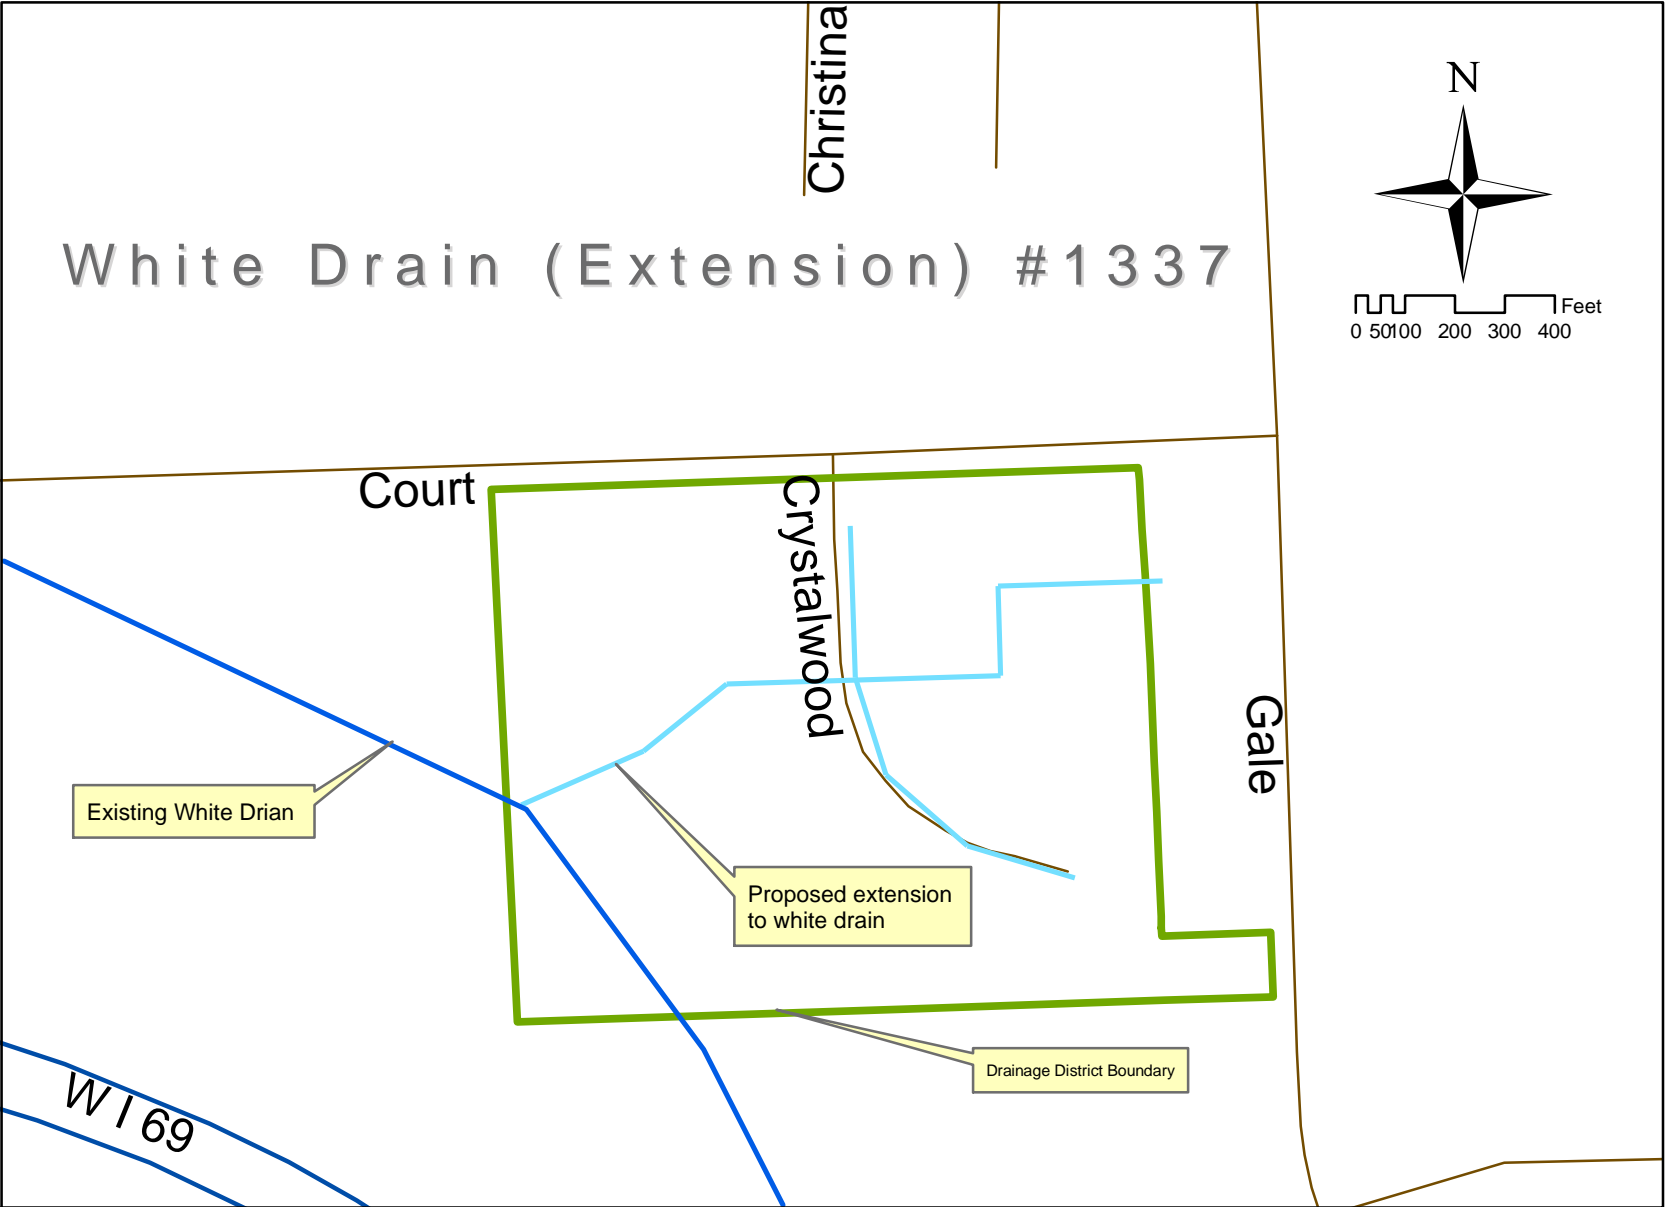 Christina
N
White Drain (Extension) #1337
Feet
0 50100 200 300 400
Court
Crystalwood
Gale
Existing White Drian
Proposed extension
to white drain
Drainage District Boundary
W I 69